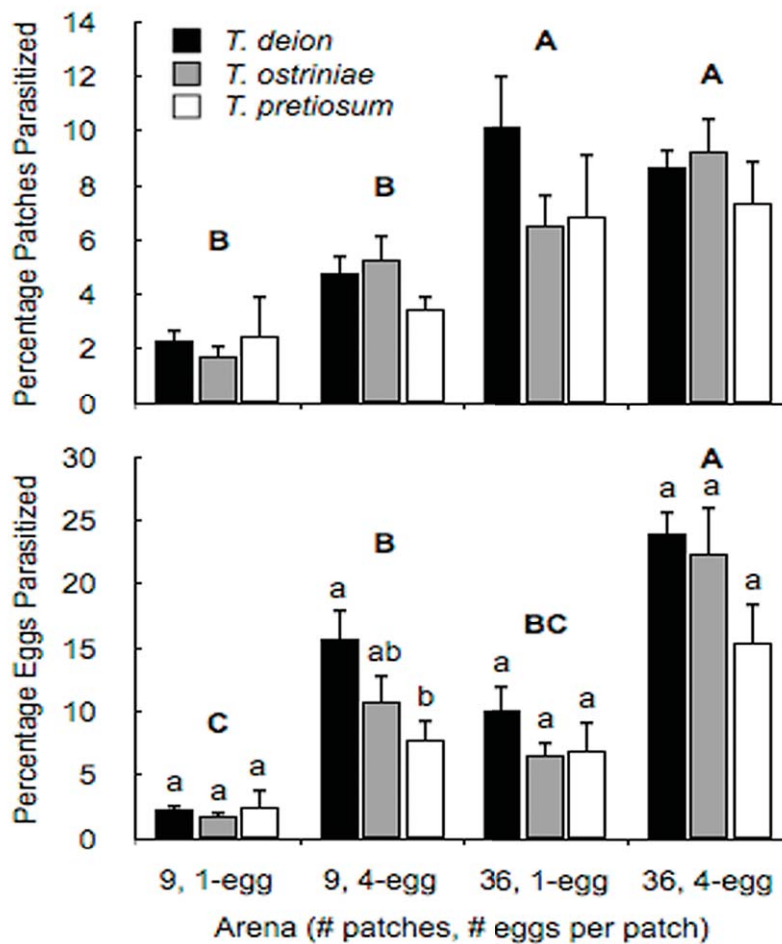 Percentage Patches Parasitized
14
12
10
8
6
4
2
0
T. deion
T. ostriniae
T. pretiosum
B
B
A
A
Percentage Eggs Parasitized
30
25
20
15
10
5
0
a
a
a
C
a
ab
b
B
a
a
a
BC
a
a
a
A
9, 1-egg
9, 4-egg
36, 1-egg
36, 4-egg
Arena (# patches, # eggs per patch)